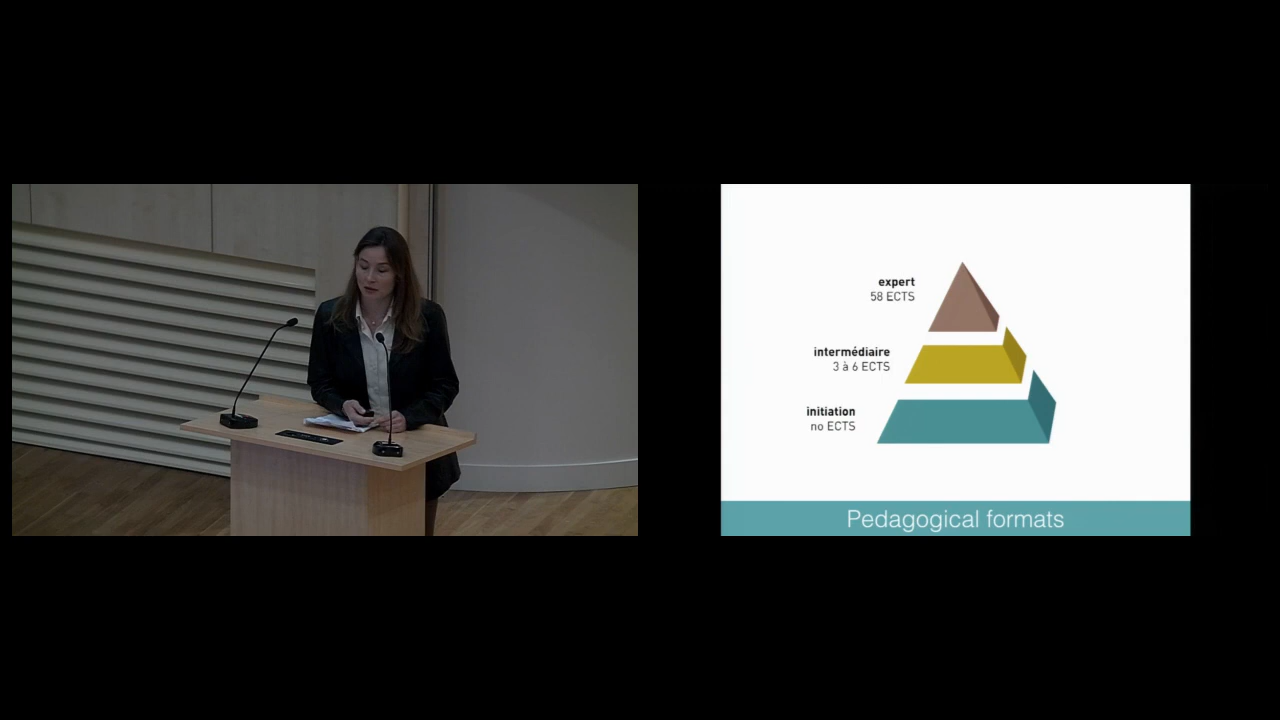 expert
58 ECTS
intermédiaire
3 à 6 ECTS
initiation
no ECTS
Pedagogical formats